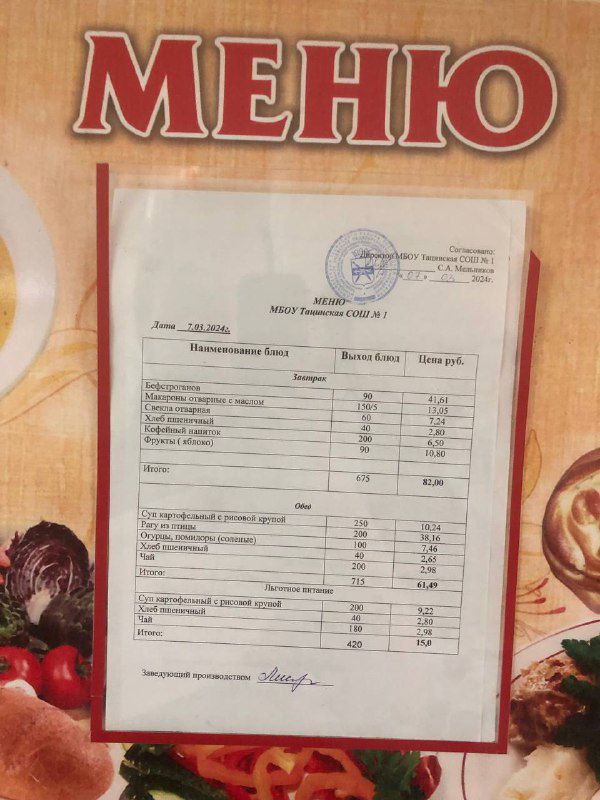 МЕНЮ
Согласовано:
Директор МБОУ Тацинская СОШ № 1
С.А. Мельников
« 07 » 03 2024г.
МЕНЮ
МБОУ Тацинская СОШ № 1
Дата 7.03.2024г.
Наименование блюд Выход блюд Цена руб.
Завтрак
Бефстроганов 90 41,61
Макароны отварные с маслом 150/5 13,05
Свекла отварная 60 7,24
Хлеб пшеничный 40 2,80
Кофейный напиток 200 6,50
Фрукты ( яблоко) 90 10,80
Итого: 675 82,00
Обед
Суп картофельный с рисовой крупой 250 10,24
Рагу из птицы 200 38,16
Огурцы, помидоры (соленые) 100 7,46
Хлеб пшеничный 40 2,65
Чай 200 2,98
Итого: 715 61,49
Льготное питание
Суп картофельный с рисовой крупой 200 9,22
Хлеб пшеничный 40 2,80
Чай 180 2,98
Итого: 420 15,0
Заведующий производством